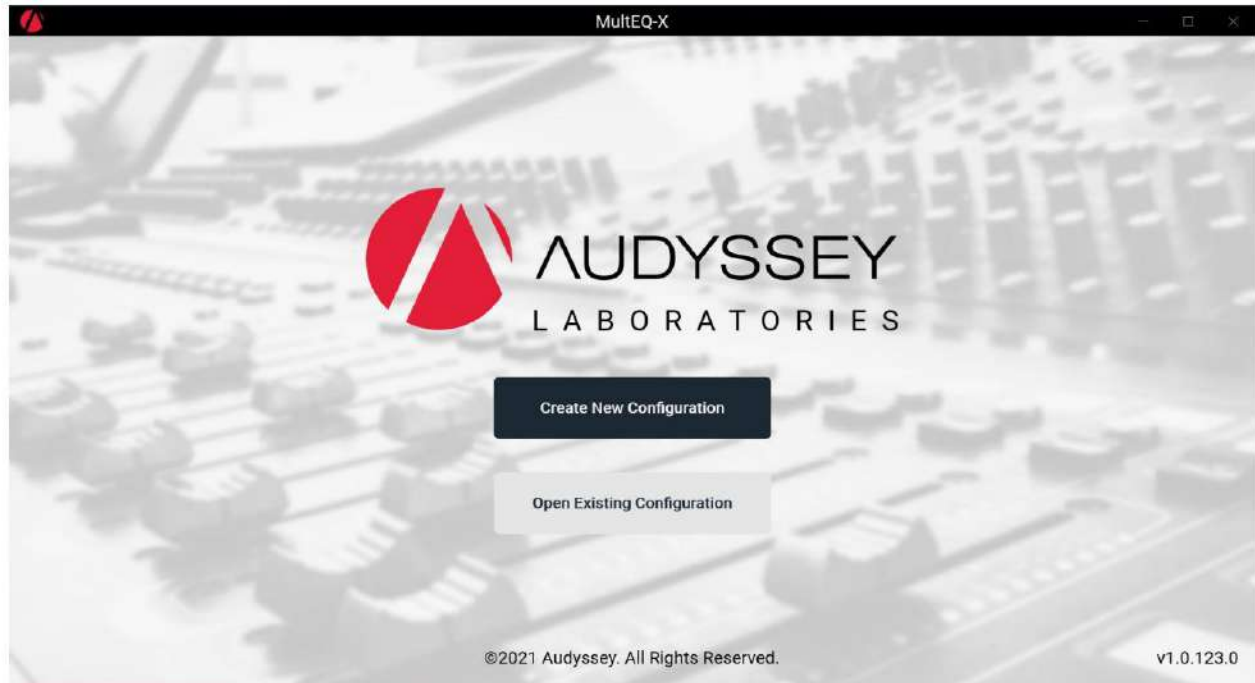 MultEQ-X
AUDYSSEY
LABORATORIES
Create New Configuration
Open Existing Configuration
©2021 Audyssey. All Rights Reserved.
v1.0.123.0